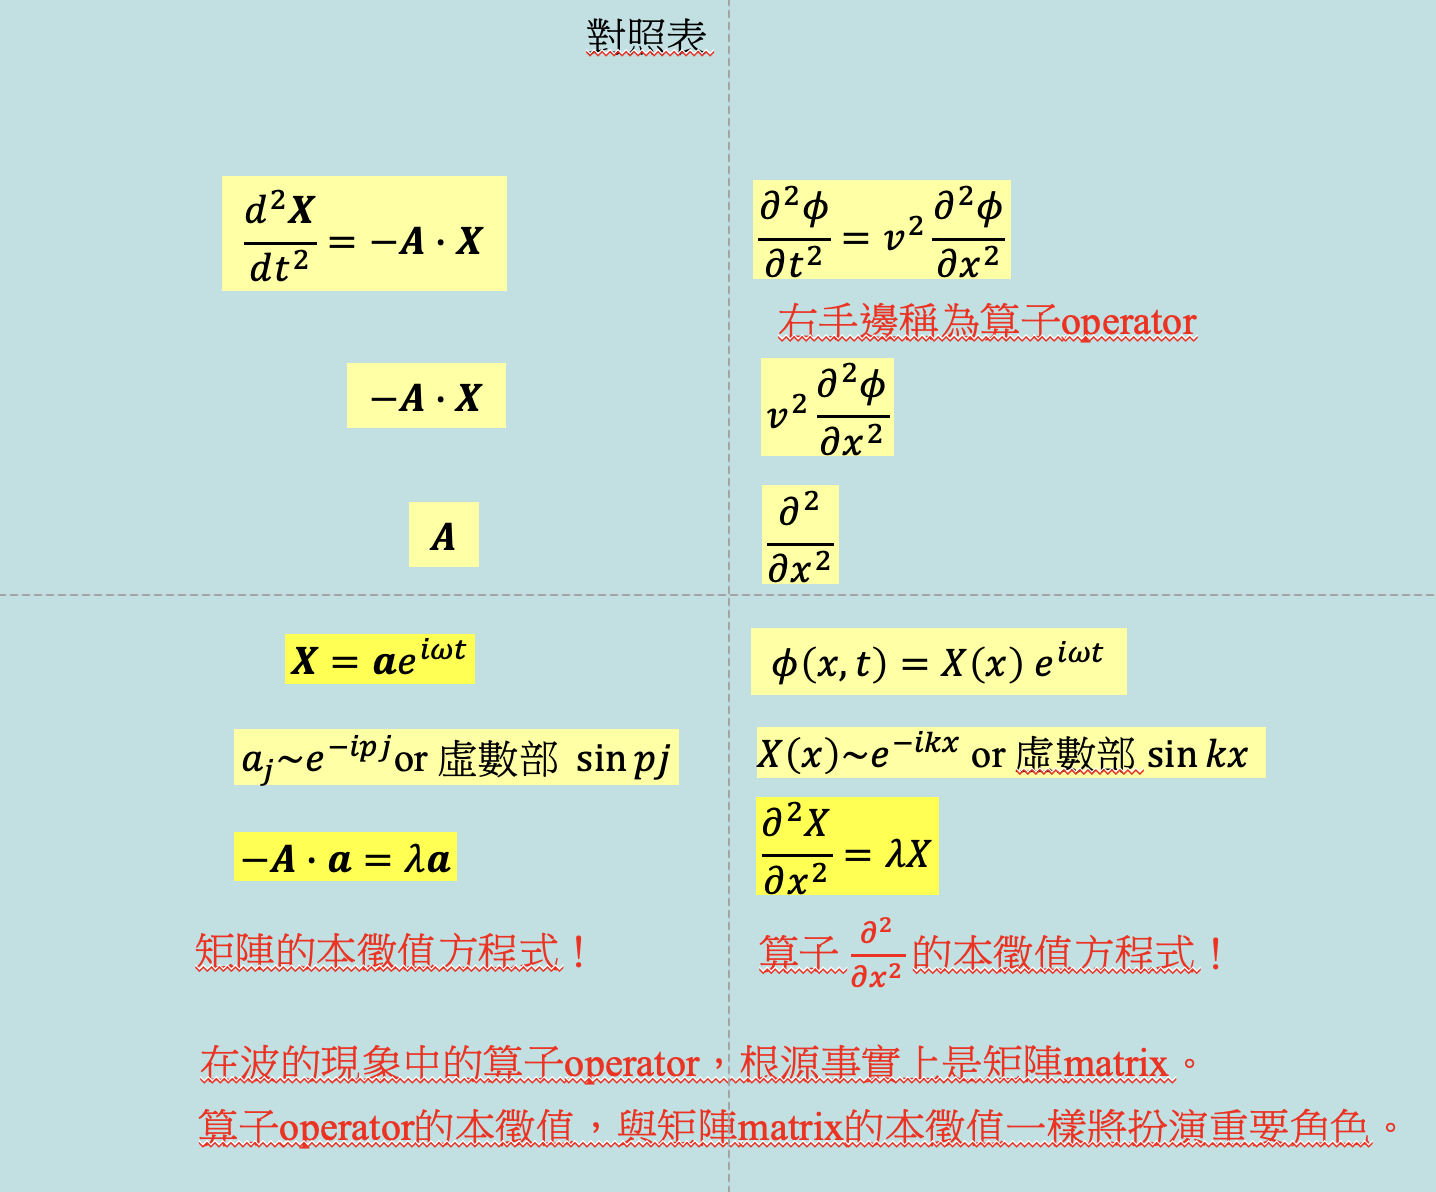 對照表
d²X/dt² = −A · X
∂²ϕ/∂t² = v² ∂²ϕ/∂x²
右手邊稱為算子operator
−A · X
v² ∂²ϕ/∂x²
A
∂²/∂x²
X = ae^{iωt}
ϕ(x, t) = X(x) e^{iωt}
a_j~e^{−ipj} or 虛數部 sin pj
X(x)~e^{−ikx} or 虛數部 sin kx
−A · a = λa
∂²X/∂x² = λX
矩陣的本徵值方程式！
算子 ∂²/∂x² 的本徵值方程式！
在波的現象中的算子operator，根源事實上是矩陣matrix。
算子operator的本徵值，與矩陣matrix的本徵值一樣將扮演重要角色。